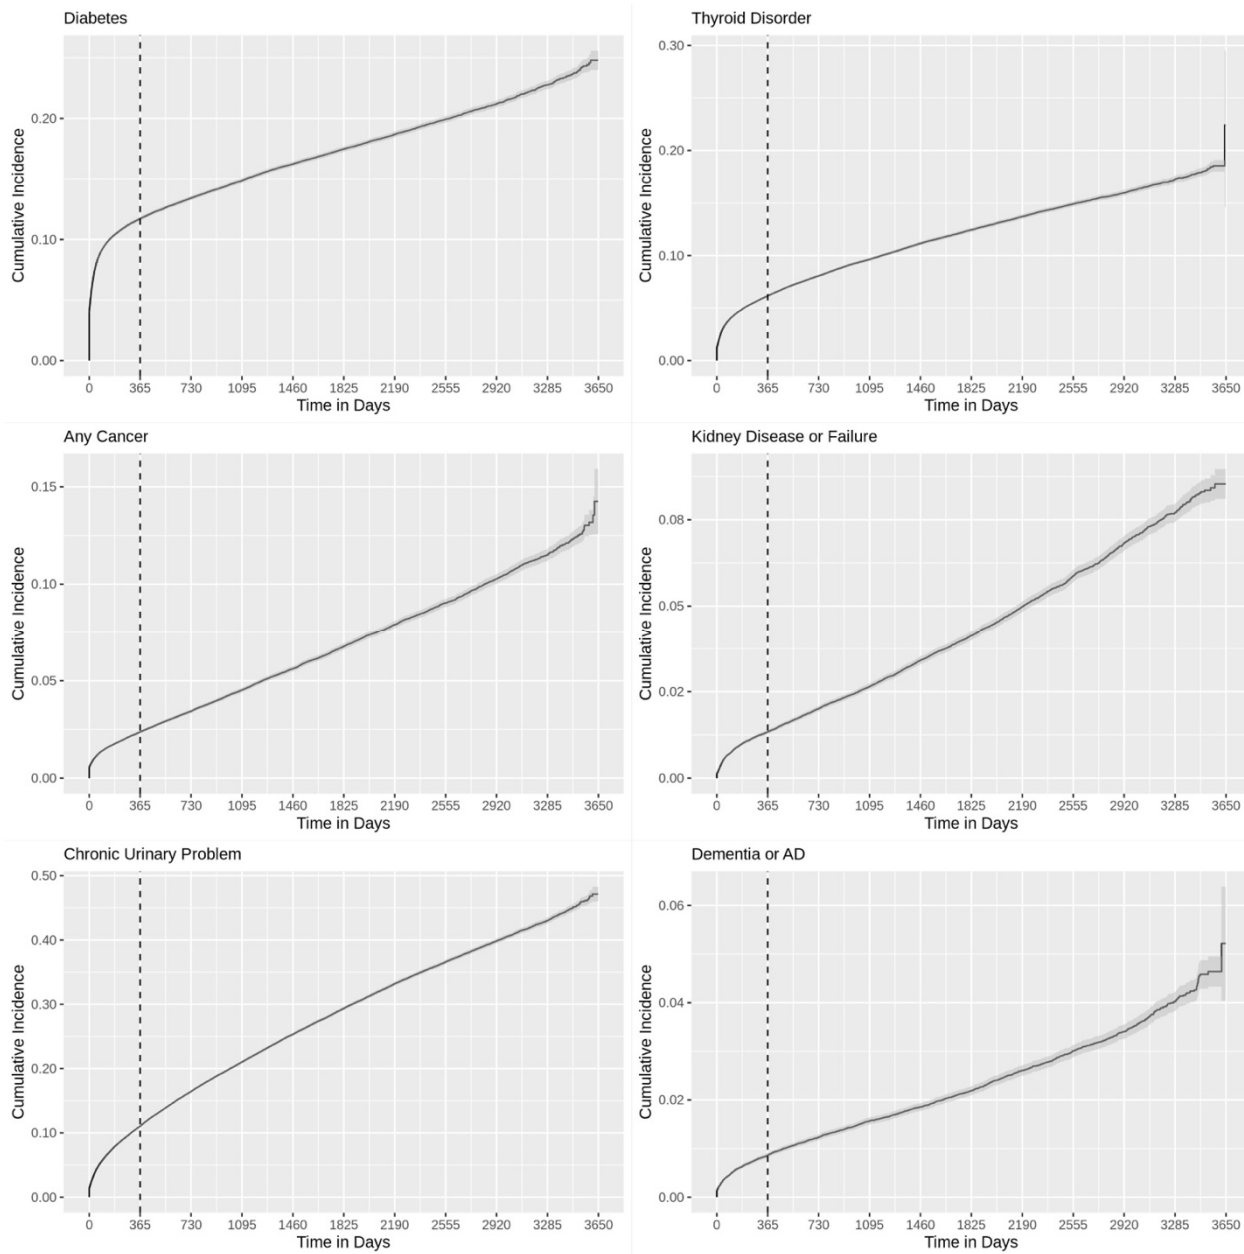 Diabetes
Cumulative Incidence
0.20
0.10
0.00
0 365 730 1095 1460 1825 2190 2555 2920 3285 3650
Time in Days
Thyroid Disorder
Cumulative Incidence
0.30
0.20
0.10
0.00
0 365 730 1095 1460 1825 2190 2555 2920 3285 3650
Time in Days
Any Cancer
Cumulative Incidence
0.15
0.10
0.05
0.00
0 365 730 1095 1460 1825 2190 2555 2920 3285 3650
Time in Days
Kidney Disease or Failure
Cumulative Incidence
0.08
0.05
0.02
0.00
0 365 730 1095 1460 1825 2190 2555 2920 3285 3650
Time in Days
Chronic Urinary Problem
Cumulative Incidence
0.50
0.40
0.30
0.20
0.10
0.00
0 365 730 1095 1460 1825 2190 2555 2920 3285 3650
Time in Days
Dementia or AD
Cumulative Incidence
0.06
0.04
0.02
0.00
0 365 730 1095 1460 1825 2190 2555 2920 3285 3650
Time in Days